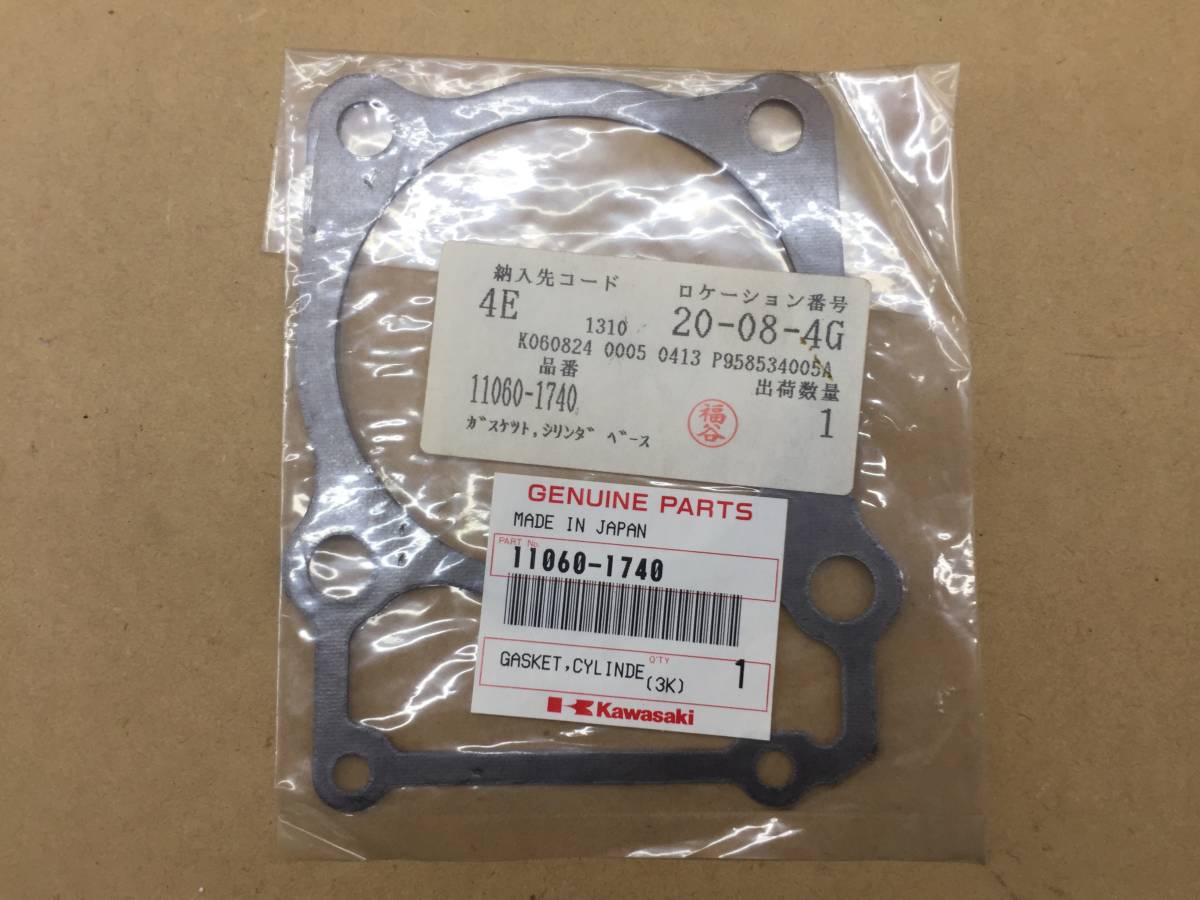 納入先コード ロケーション番号
4E 1310 20-08-4G
K060824 0005 0413 P958534005A
品番 出荷数量
11060-1740 1
ガスケツト,シリンダ ベース
福谷
GENUINE PARTS
MADE IN JAPAN
PART No.
11060-1740
GASKET,CYLINDE Q'TY 1
(3K)
Kawasaki